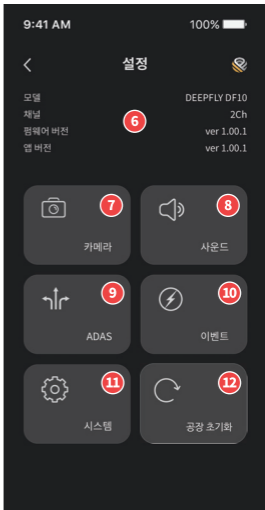 9:41 AM 100%
설정
모델 DEEPFLY DF10
채널 2Ch
펌웨어 버전 ver 1.00.1
앱 버전 ver 1.00.1
6
7 8
카메라 사운드
9 10
ADAS 이벤트
11 12
시스템 공장 초기화